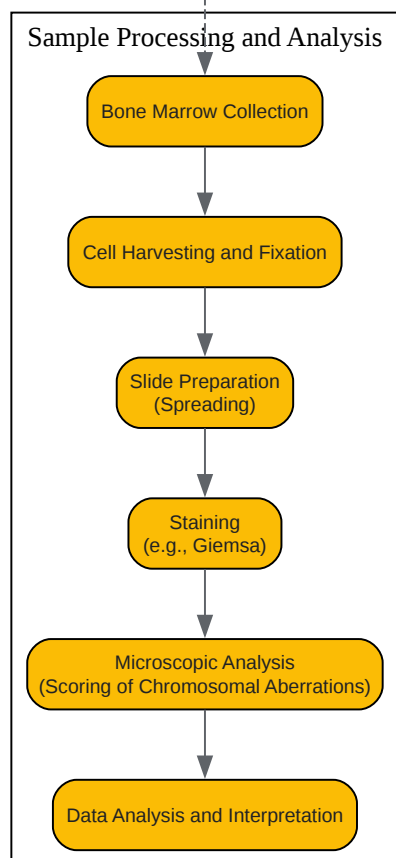 Sample Processing and Analysis
Bone Marrow Collection
Cell Harvesting and Fixation
Slide Preparation
(Spreading)
Staining
(e.g., Giemsa)
Microscopic Analysis
(Scoring of Chromosomal Aberrations)
Data Analysis and Interpretation